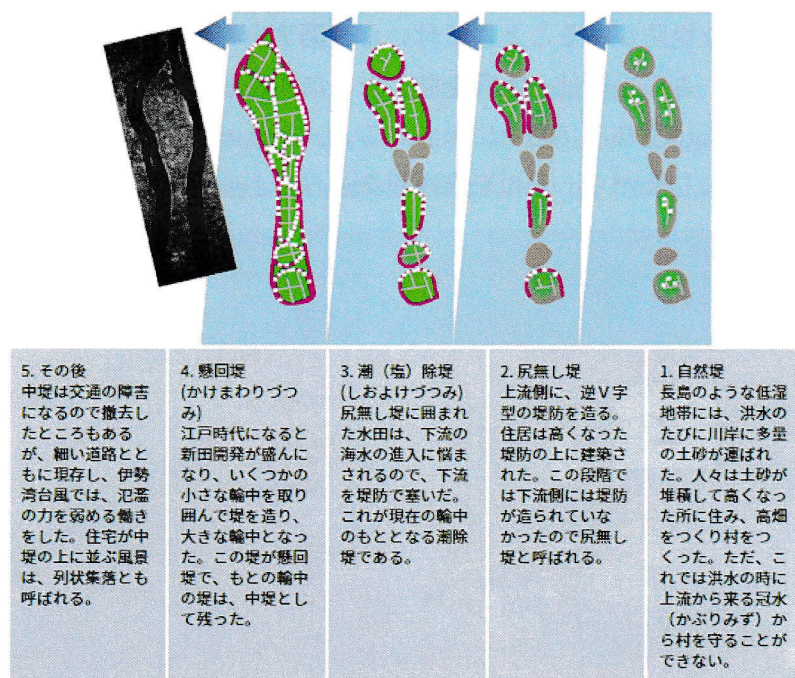 1. 自然堤
長島のような低湿
地帯には、洪水の
たびに川岸に多量
の土砂が運ばれ
た。人々は土砂が
堆積して高くなっ
た所に住み、高畑
をつくり村をつ
くった。ただ、こ
れでは洪水の時に
上流から来る冠水
（かぶりみず）か
ら村を守ることが
できない。
2. 尻無し堤
上流側に、逆V字
型の堤防を造る。
住居は高くなった
堤防の上に建築さ
れた。この段階で
は下流側には堤防
が造られていな
かったので尻無し
堤と呼ばれる。
3. 潮（塩）除堤
(しおよけづつみ)
尻無し堤に囲まれ
た水田は、下流の
海水の進入に悩ま
されるので、下流
を堤防で塞いだ。
これが現在の輪中
のもととなる潮除
堤である。
4. 懸回堤
(かけまわりづつ
み)
江戸時代になると
新田開発が盛んに
なり、いくつかの
小さな輪中を取り
囲んで堤を造り、
大きな輪中となっ
た。この堤が懸回
堤で、もとの輪中
の堤は、中堤とし
て残った。
5. その後
中堤は交通の障害
になるので撤去し
たところもある
が、細い道路とと
もに現存し、伊勢
湾台風では、氾濫
の力を弱める働き
をした。住宅が中
堤の上に並ぶ風景
は、列状集落とも
呼ばれる。